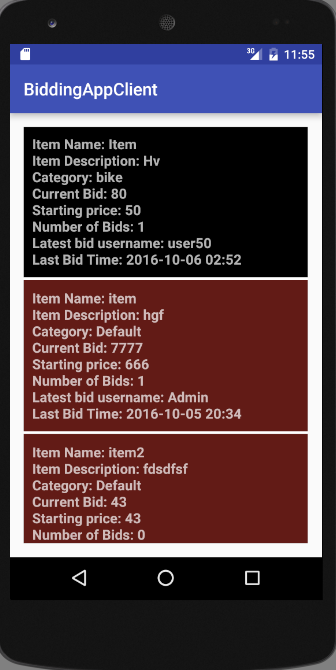 3G 11:55
BiddingAppClient
Item Name: Item
Item Description: Hv
Category: bike
Current Bid: 80
Starting price: 50
Number of Bids: 1
Latest bid username: user50
Last Bid Time: 2016-10-06 02:52
Item Name: item
Item Description: hgf
Category: Default
Current Bid: 7777
Starting price: 666
Number of Bids: 1
Latest bid username: Admin
Last Bid Time: 2016-10-05 20:34
Item Name: item2
Item Description: fdsdfsf
Category: Default
Current Bid: 43
Starting price: 43
Number of Bids: 0